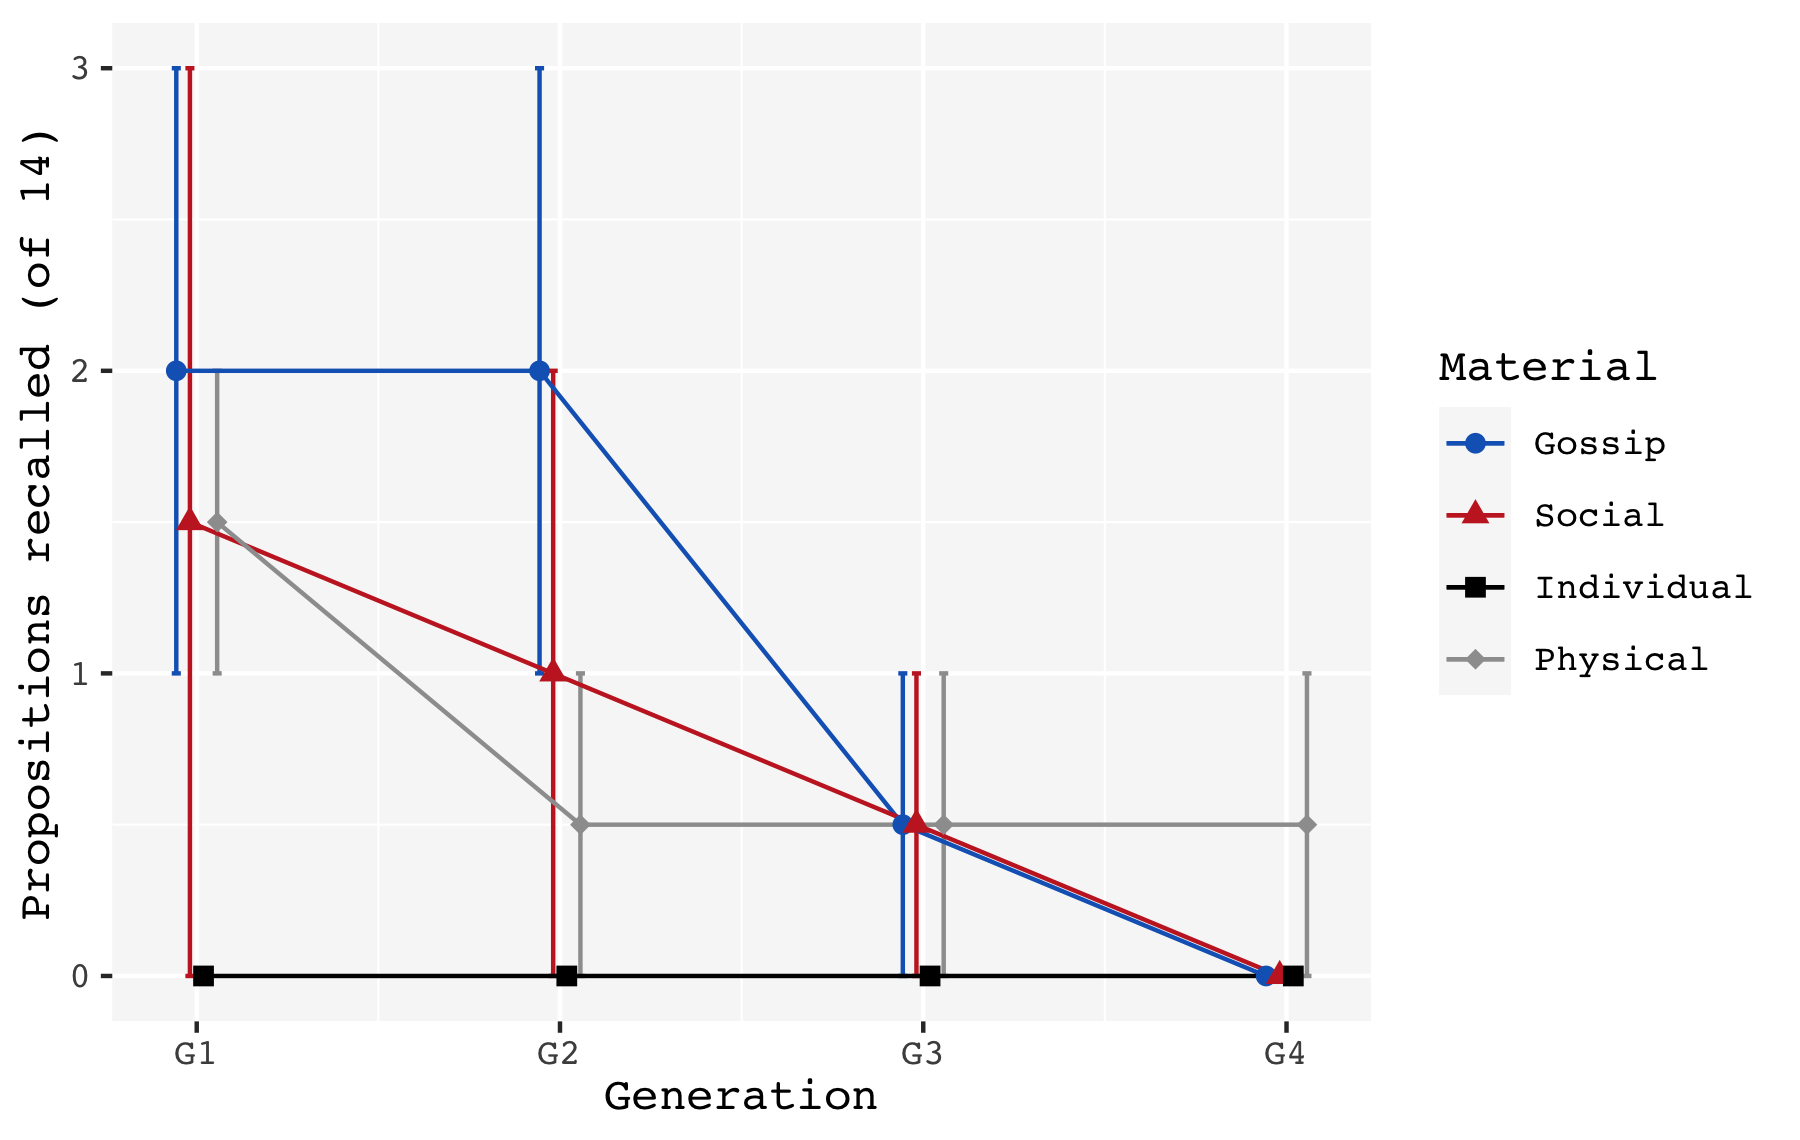 Propositions recalled (of 14)
3
2
1
0
G1 G2 G3 G4
Generation
Material
Gossip
Social
Individual
Physical